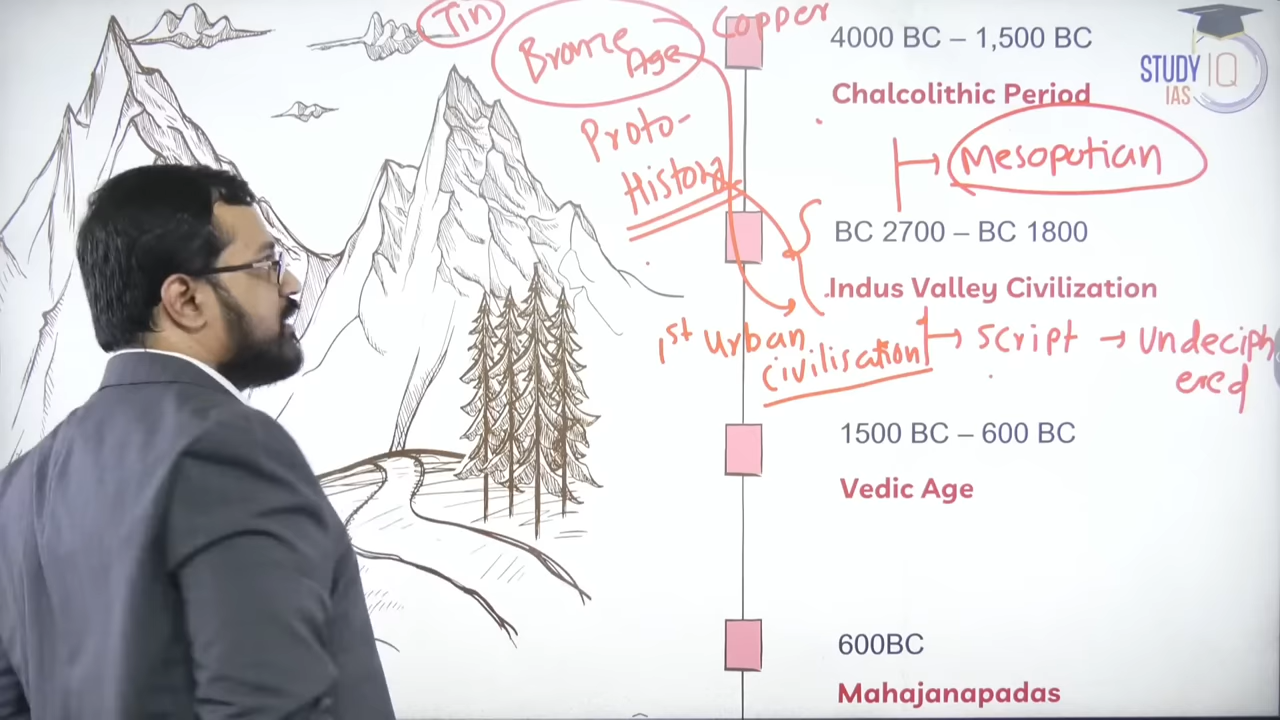 Tin
Bronze
Age
Copper
4000 BC – 1,500 BC
Chalcolithic Period
STUDY IQ
IAS
Proto-
History
Mesopotian
BC 2700 – BC 1800
Indus Valley Civilization
1st Urban
Civilisation
Script → Undeciph
ered
1500 BC – 600 BC
Vedic Age
600BC
Mahajanapadas